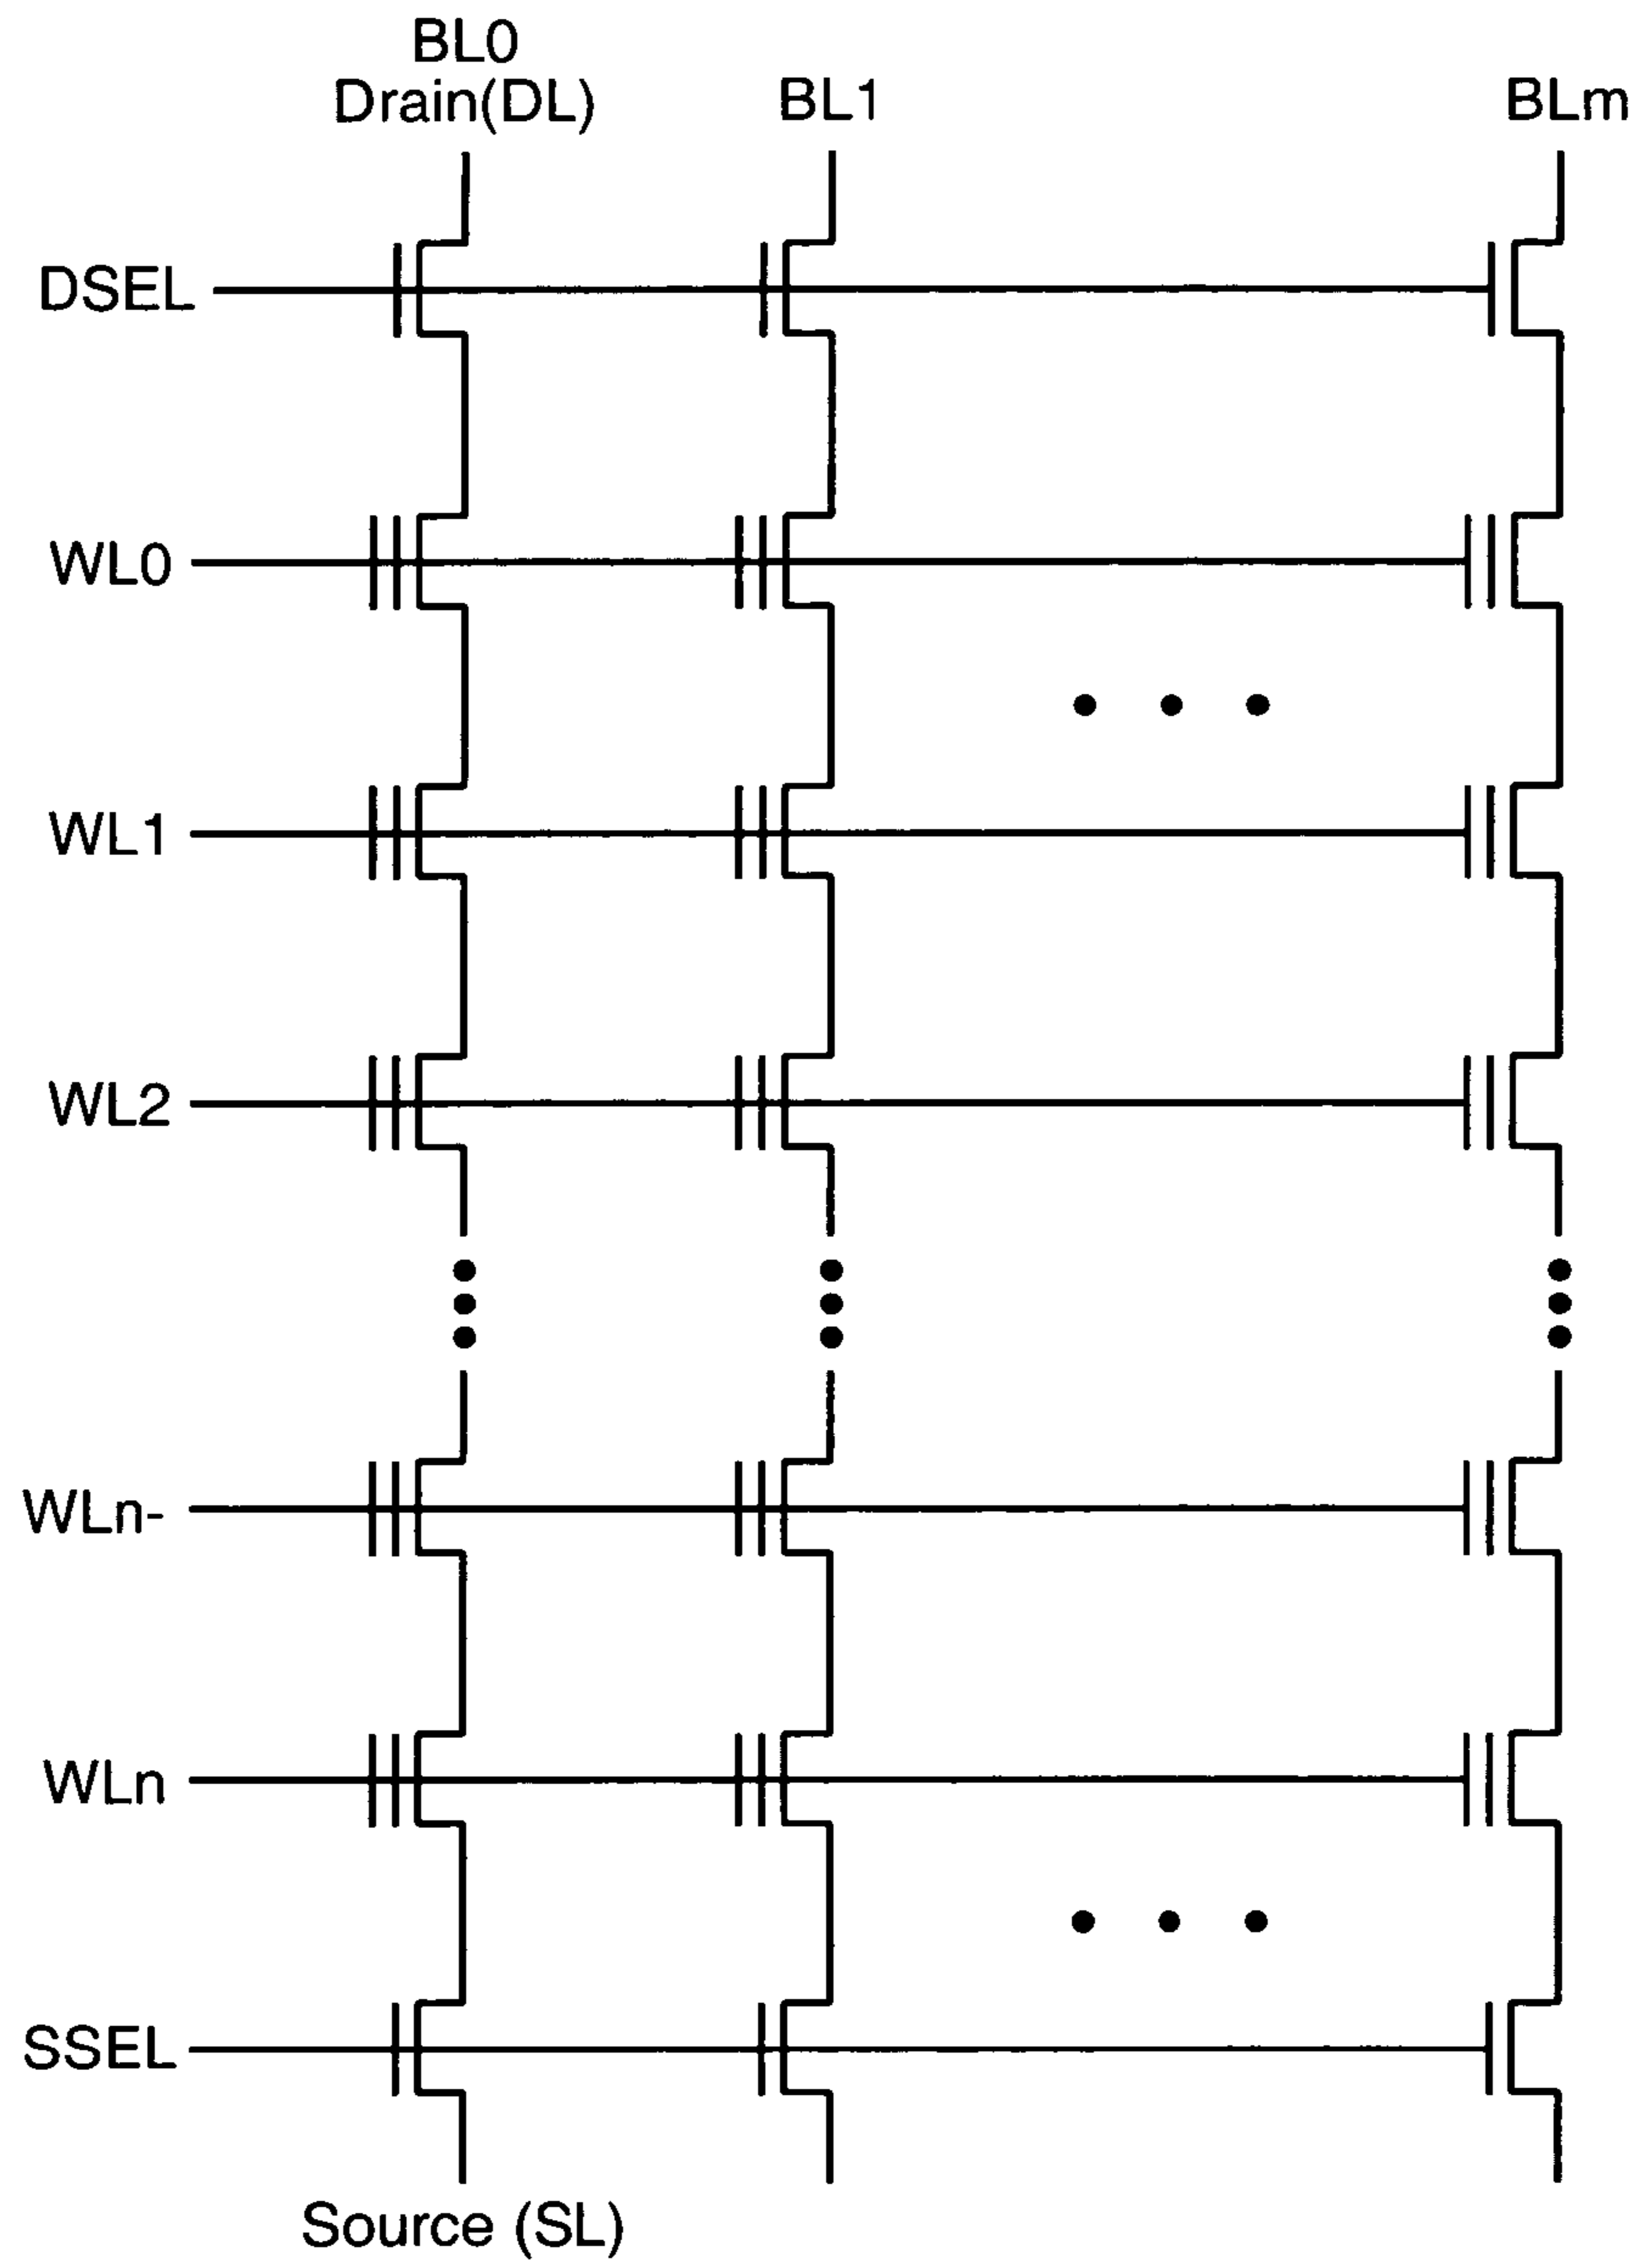 BL0
Drain(DL)
BL1
BLm
DSEL
WL0
WL1
WL2
WLn-
WLn
SSEL
Source (SL)